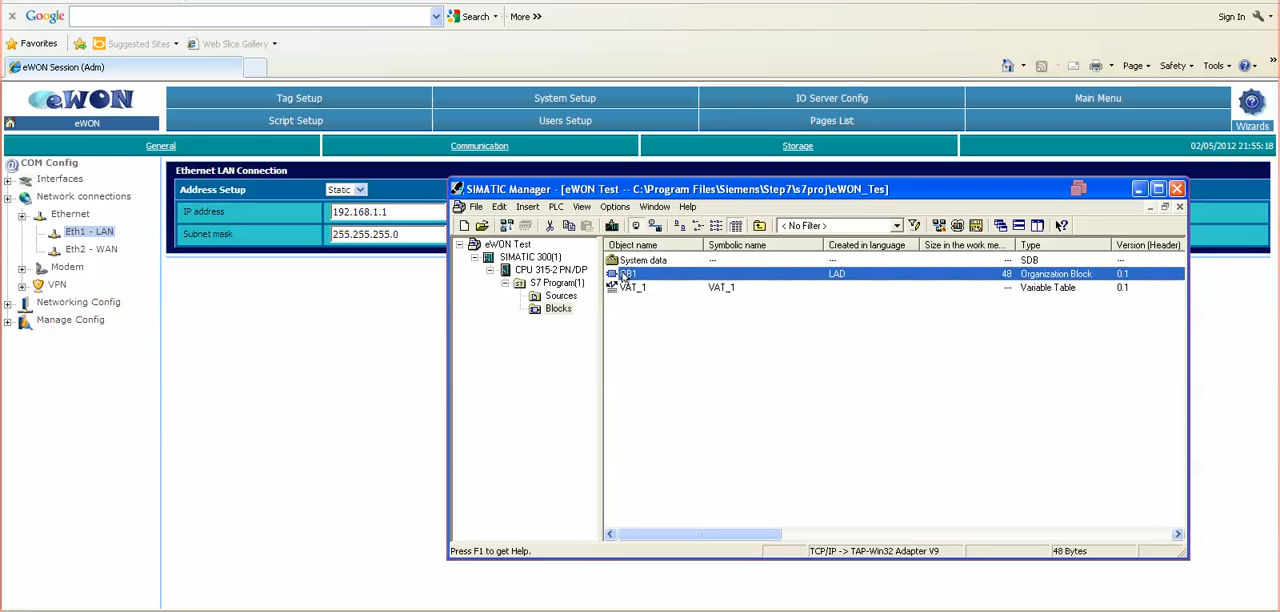 Google Search More >> Sign In
Favorites Suggested Sites Web Slice Gallery
eWON Session (Adm) Page Safety Tools >>
eWON Tag Setup System Setup IO Server Config Main Menu
eWON Script Setup Users Setup Pages List Wizards
General Communication Storage 02/05/2012 21:55:18
COM Config
Interfaces
Network connections
Ethernet
Eth1 - LAN
Eth2 - WAN
Modem
VPN
Networking Config
Manage Config
Ethernet LAN Connection
Address Setup Static
IP address 192.168.1.1
Subnet mask 255.255.255.0
SIMATIC Manager - [eWON Test -- C:\Program Files\Siemens\Step7\s7proj\eWON_Tes]
File Edit Insert PLC View Options Window Help
< No Filter >
eWON Test
SIMATIC 300(1)
CPU 315-2 PN/DP
S7 Program(1)
Sources
Blocks
Object name Symbolic name Created in language Size in the work me... Type Version (Header)
System data --- --- --- SDB ---
OB1 LAD 48 Organization Block 0.1
VAT_1 VAT_1 --- Variable Table 0.1
Press F1 to get Help. TCP/IP -> TAP-Win32 Adapter V9 48 Bytes